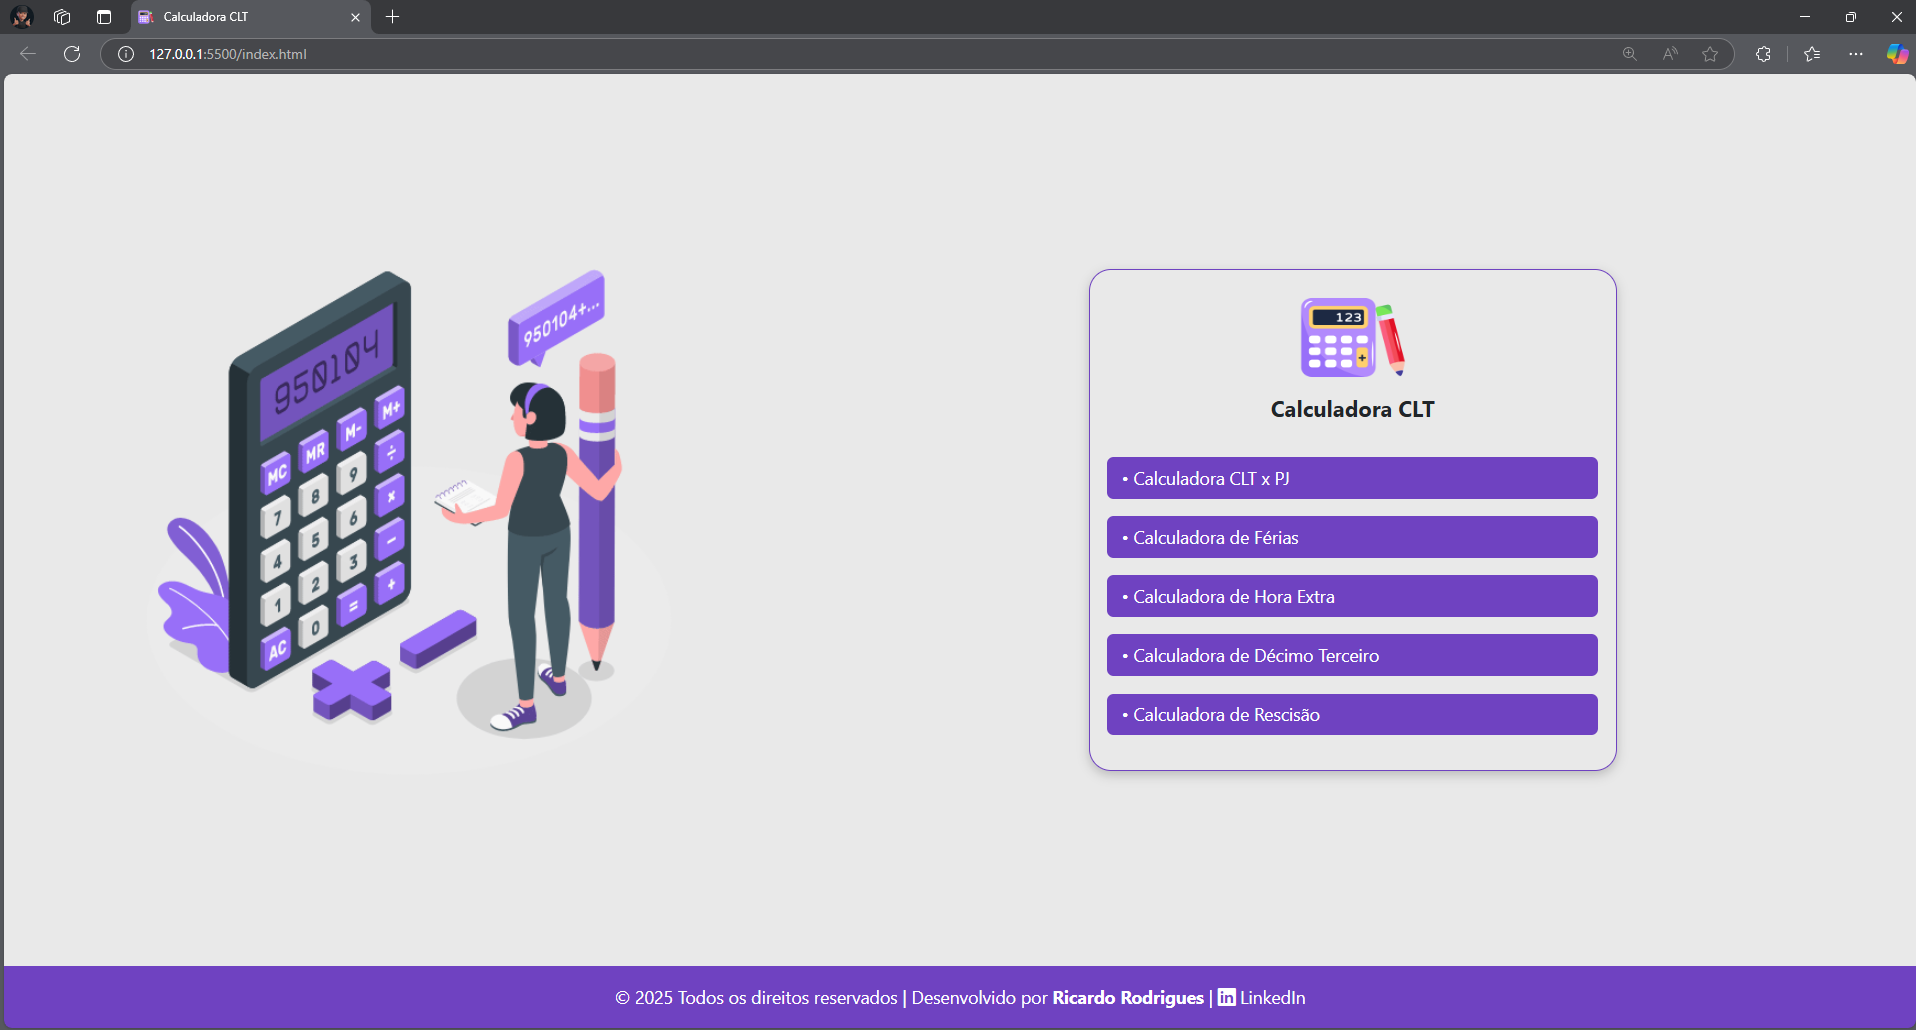 Calculadora CLT
127.0.0.1:5500/index.html
950104+...
950104
M+
M-
MR
MC
÷
9
8
7
x
6
5
4
−
3
2
1
+
=
0
AC
123
+
Calculadora CLT
• Calculadora CLT x PJ
• Calculadora de Férias
• Calculadora de Hora Extra
• Calculadora de Décimo Terceiro
• Calculadora de Rescisão
© 2025 Todos os direitos reservados | Desenvolvido por Ricardo Rodrigues | in LinkedIn